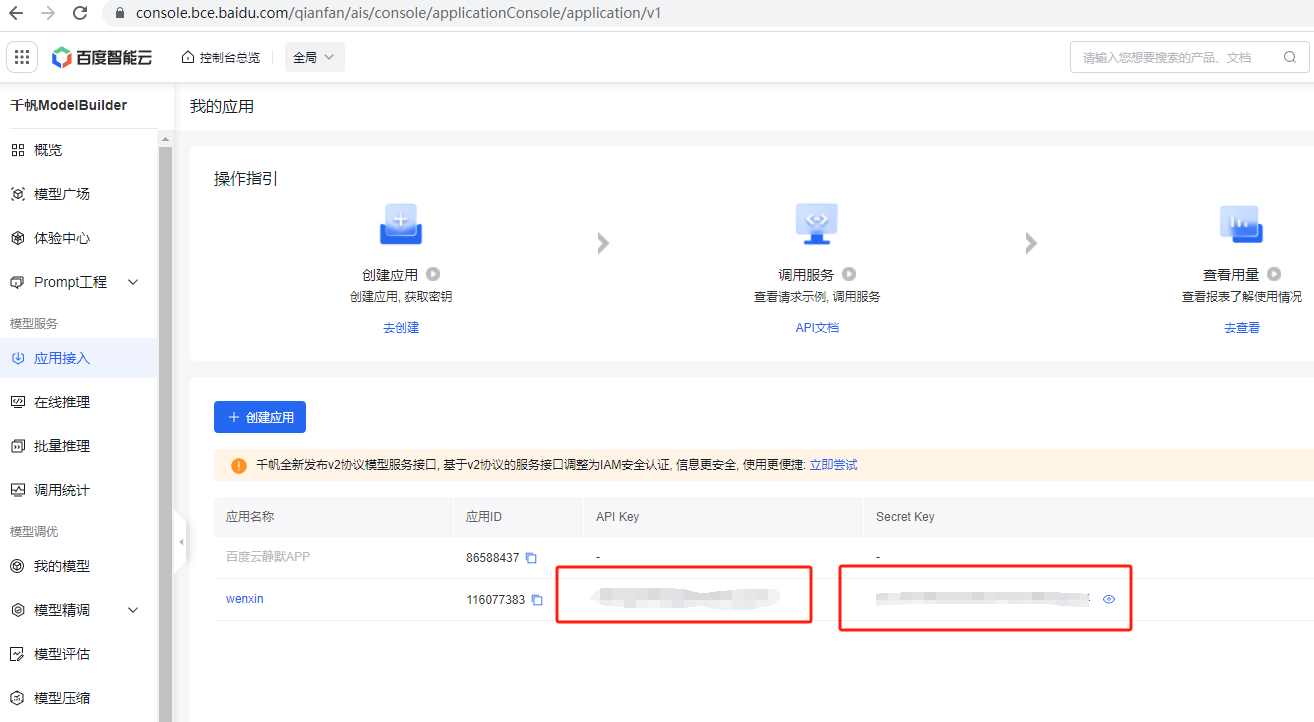 console.bce.baidu.com/qianfan/ais/console/applicationConsole/application/v1
百度智能云 控制台总览 全局 请输入您想要搜索的产品、文档
千帆ModelBuilder
概览
模型广场
体验中心
Prompt工程
模型服务
应用接入
在线推理
批量推理
调用统计
模型调优
我的模型
模型精调
模型评估
模型压缩
我的应用
操作指引
创建应用 调用服务 查看用量
创建应用, 获取密钥 查看请求示例, 调用服务 查看报表了解使用情况
去创建 API文档 去查看
创建应用
千帆全新发布v2协议模型服务接口, 基于v2协议的服务接口调整为IAM安全认证, 信息更安全, 使用更便捷: 立即尝试
应用名称 应用ID API Key Secret Key
百度云静默APP 86588437 - -
wenxin 116077383